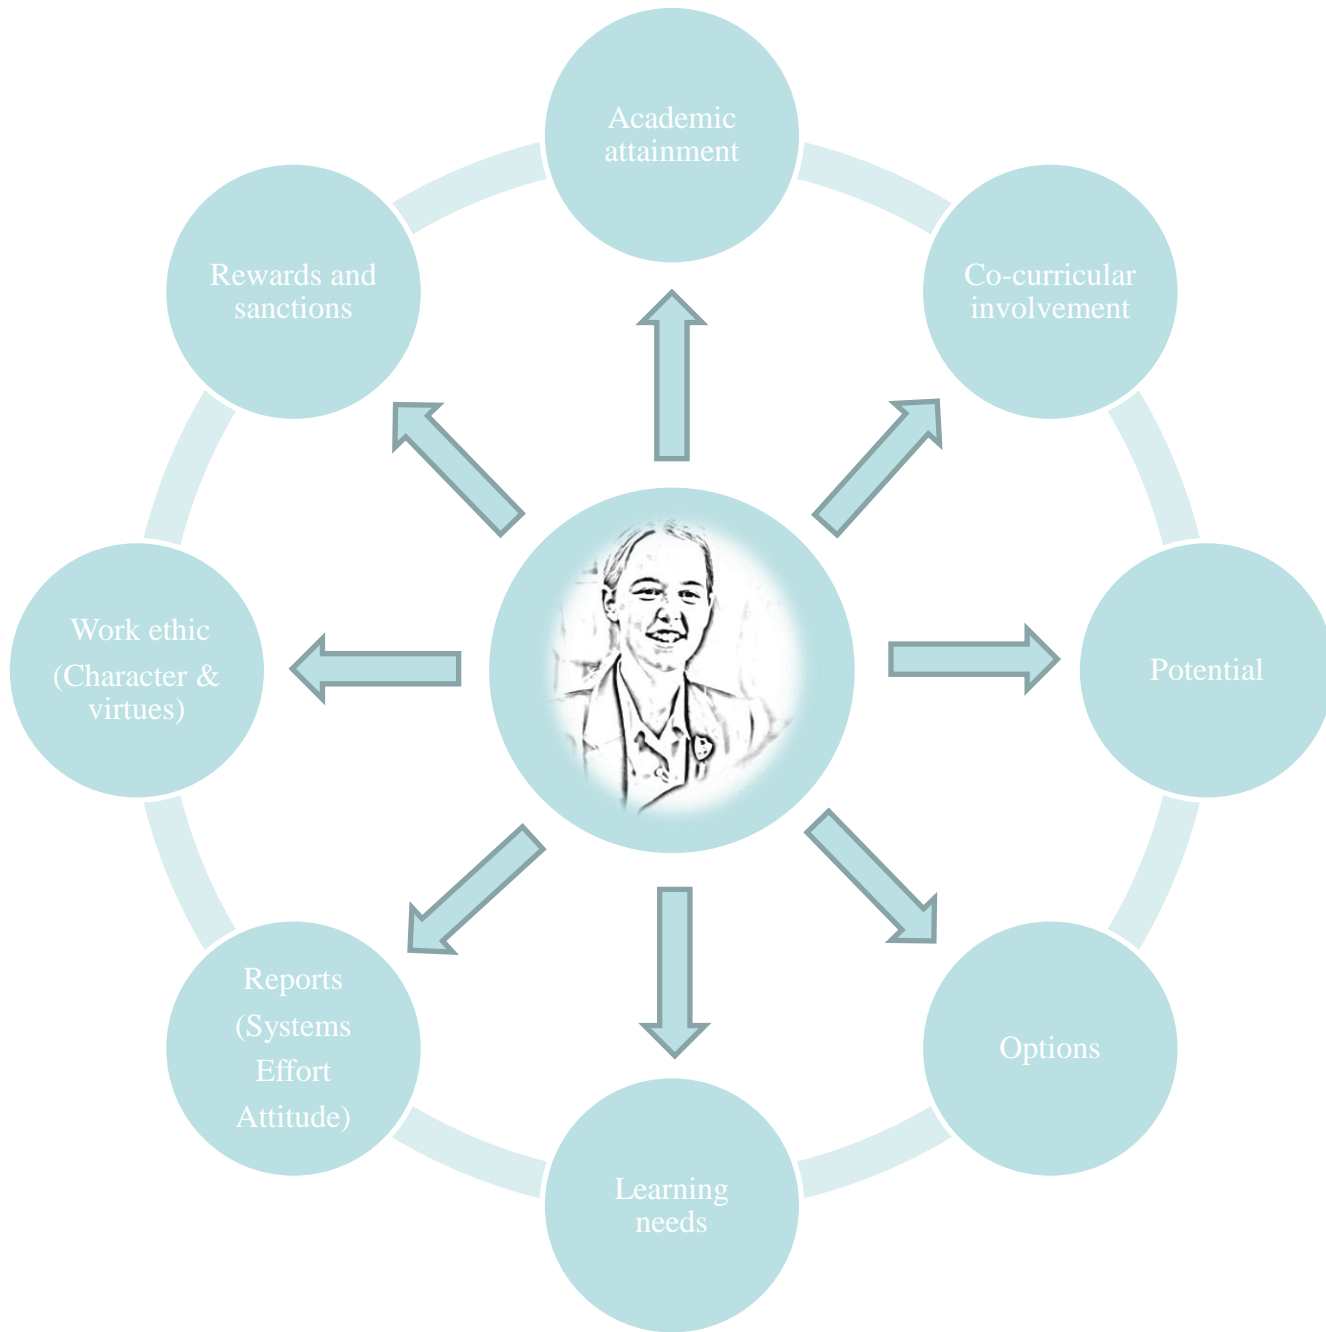 Academic
attainment
Co-curricular
involvement
Potential
Options
Learning
needs
Reports
(Systems
Effort
Attitude)
Work ethic
(Character &
virtues)
Rewards and
sanctions